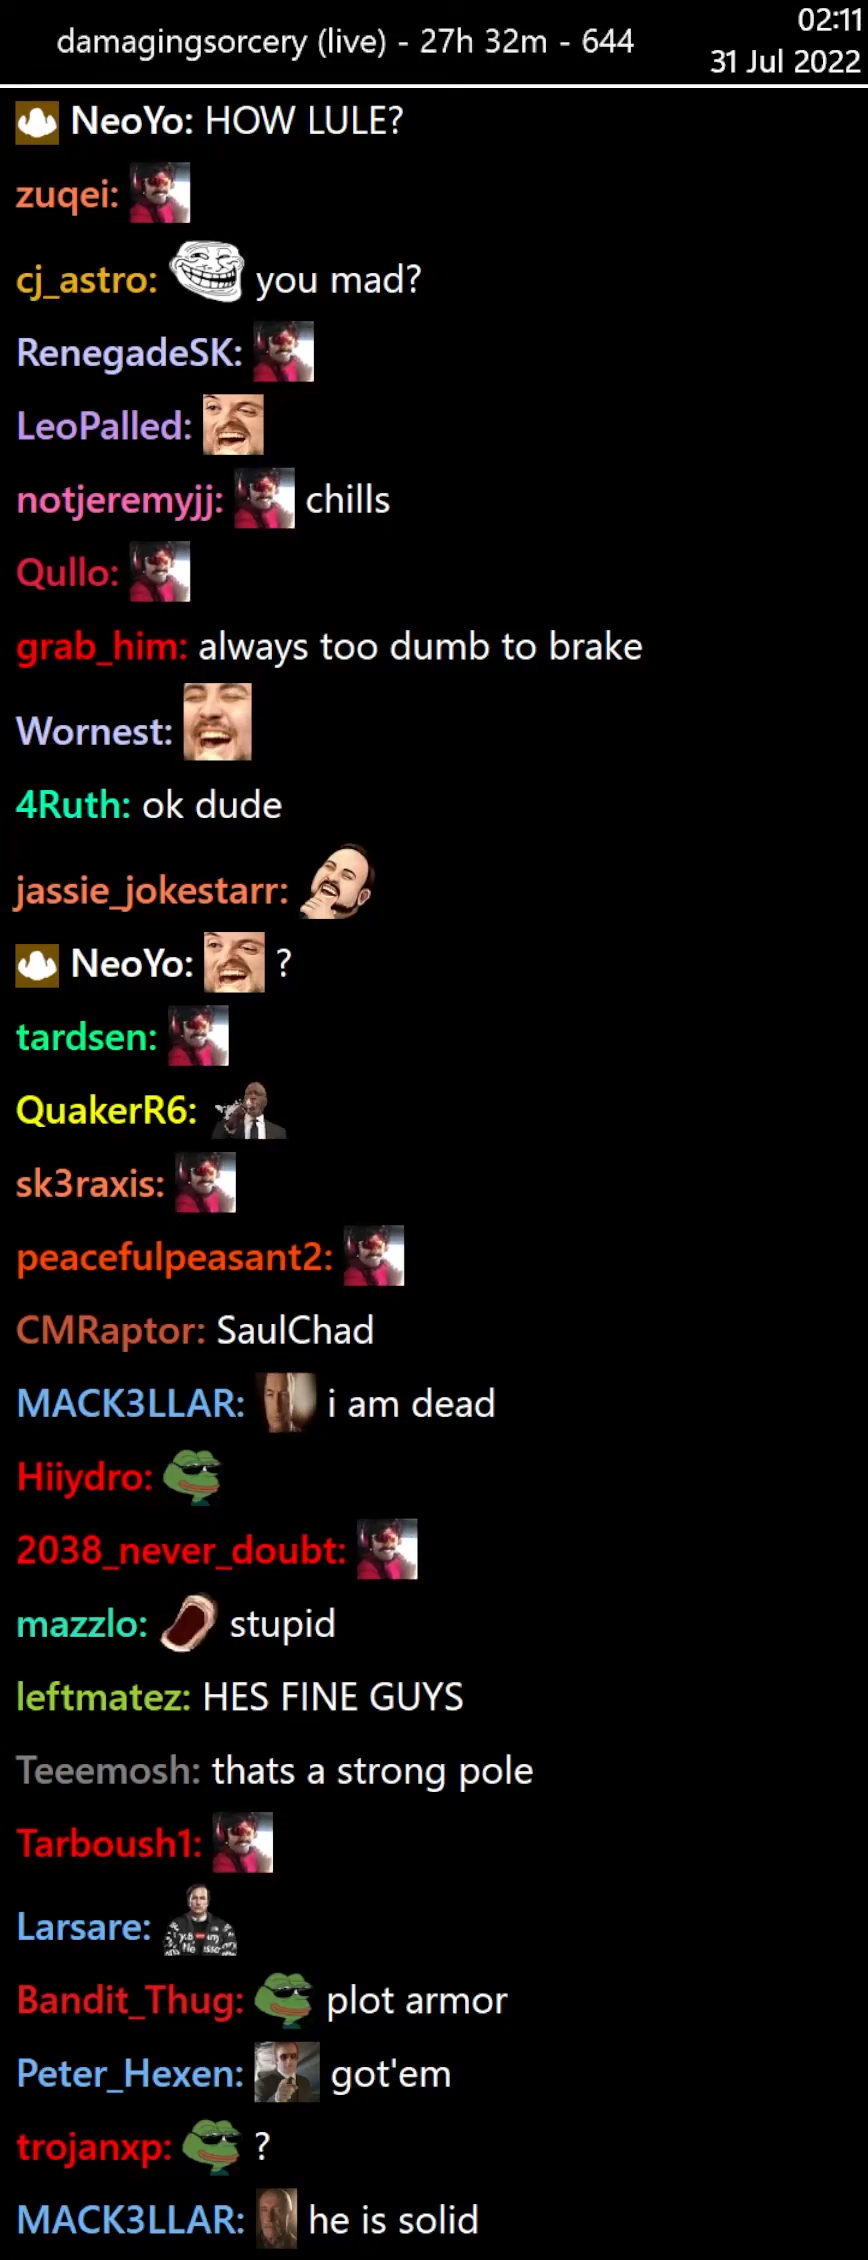 damagingsorcery (live) - 27h 32m - 644
02:11
31 Jul 2022
NeoYo: HOW LULE?
zuqei:
cj_astro: you mad?
RenegadeSK:
LeoPalled:
notjeremyjj: chills
Qullo:
grab_him: always too dumb to brake
Wornest:
4Ruth: ok dude
jassie_jokestarr:
NeoYo: ?
tardsen:
QuakerR6:
sk3raxis:
peacefulpeasant2:
CMRaptor: SaulChad
MACK3LLAR: i am dead
Hiiydro:
2038_never_doubt:
mazzlo: stupid
leftmatez: HES FINE GUYS
Teeemosh: thats a strong pole
Tarboush1:
Larsare:
Bandit_Thug: plot armor
Peter_Hexen: got'em
trojanxp: ?
MACK3LLAR: he is solid